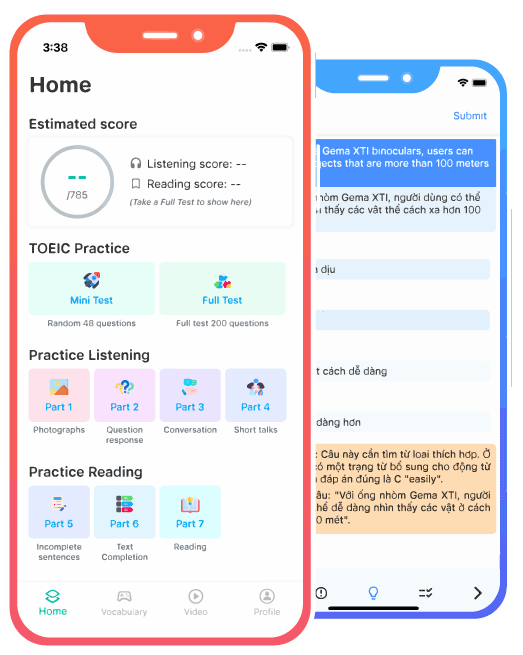 3:38
Home
Estimated score
--
/785
Listening score: --
Reading score: --
(Take a Full Test to show here)
TOEIC Practice
Mini Test
Full Test
Random 48 questions
Full test 200 questions
Practice Listening
Part 1
Part 2
Part 3
Part 4
Photographs
Question
response
Conversation
Short talks
Practice Reading
Part 5
Part 6
Part 7
Incomplete
sentences
Text
Completion
Reading
Home
Vocabulary
Video
Profile
Submit
Gema XTI binoculars, users can
jects that are more than 100 meters
hòm Gema XTI, người dùng có thể
thấy các vật thể cách xa hơn 100
dịu
t cách dễ dàng
dàng hơn
: Câu này cần tìm từ loại thích hợp. Ở
có một trạng từ bổ sung cho động từ
đáp án đúng là C "easily".
âu: "Với ống nhòm Gema XTI, người
hể dễ dàng nhìn thấy các vật ở cách
0 mét".